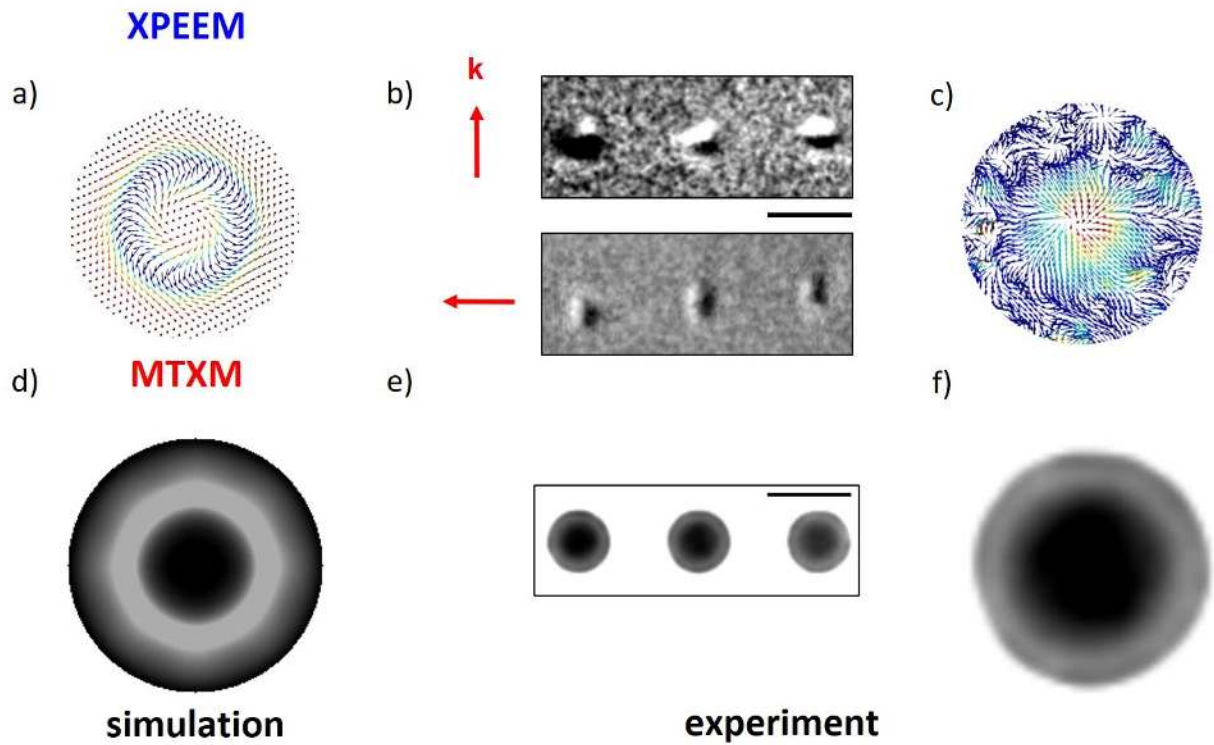 XPEEM
a)
b)
k
c)
MTXM
d)
e)
f)
simulation
experiment